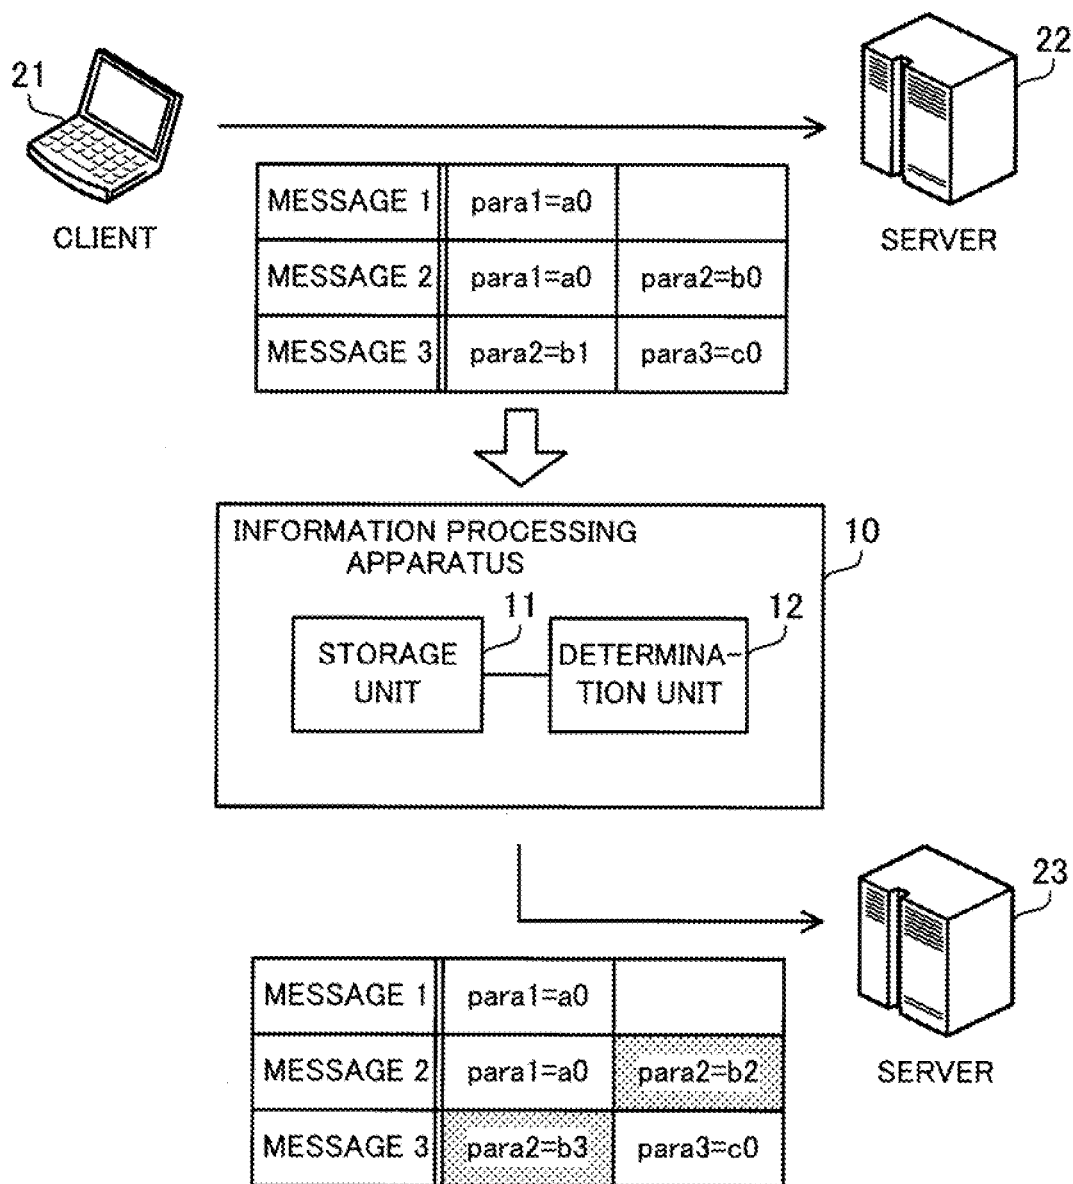 21
22
CLIENT
SERVER
MESSAGE 1 para1=a0
MESSAGE 2 para1=a0 para2=b0
MESSAGE 3 para2=b1 para3=c0
INFORMATION PROCESSING
APPARATUS
10
11
12
STORAGE
UNIT
DETERMINA-
TION UNIT
23
SERVER
MESSAGE 1 para1=a0
MESSAGE 2 para1=a0 para2=b2
MESSAGE 3 para2=b3 para3=c0